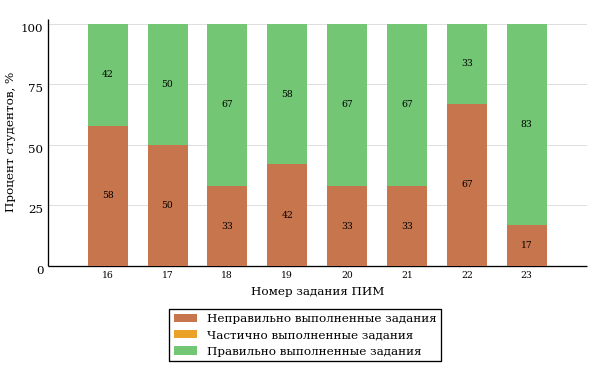 Процент студентов, %
100
75
50
25
0
42 50 67 58 67 67 33 83
58 50 33 42 33 33 67 17
16 17 18 19 20 21 22 23
Номер задания ПИМ
Неправильно выполненные задания
Частично выполненные задания
Правильно выполненные задания